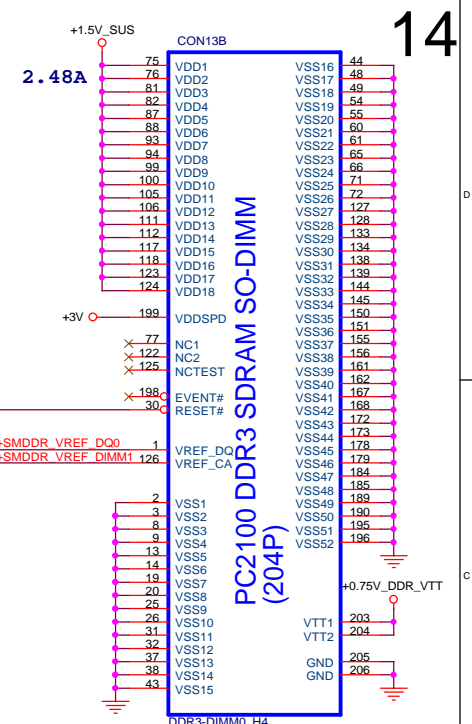 14
+1.5V_SUS
CON13B
2.48A
75 VDD1 VSS16 44
76 VDD2 VSS17 48
81 VDD3 VSS18 49
82 VDD4 VSS19 54
87 VDD5 VSS20 55
88 VDD6 VSS21 60
93 VDD7 VSS22 61
94 VDD8 VSS23 65
99 VDD9 VSS24 66
100 VDD10 VSS25 71
105 VDD11 VSS26 72
106 VDD12 VSS27 127
111 VDD13 VSS28 128
112 VDD14 VSS29 133
117 VDD15 VSS30 134
118 VDD16 VSS31 138
123 VDD17 VSS32 139
124 VDD18 VSS33 144
VSS34 145
+3V 199 VDDSPD VSS35 150
VSS36 151
77 NC1 VSS37 155
122 NC2 VSS38 156
125 NCTEST VSS39 161
VSS40 162
198 EVENT# VSS41 167
30 RESET# VSS42 168
VSS43 172
VSS44 173
+SMDDR_VREF_DQ0 1 VREF_DQ VSS45 178
+SMDDR_VREF_DIMM1 126 VREF_CA VSS46 179
VSS47 184
VSS48 185
2 VSS1 VSS49 189
3 VSS2 VSS50 190
8 VSS3 VSS51 195
9 VSS4 VSS52 196
13 VSS5
14 VSS6
19 VSS7
20 VSS8
25 VSS9
26 VSS10 VTT1 203
31 VSS11 VTT2 204
32 VSS12
37 VSS13 GND 205
38 VSS14 GND 206
43 VSS15
+0.75V_DDR_VTT
PC2100 DDR3 SDRAM SO-DIMM
(204P)
DDR3-DIMM0_H4
D
C